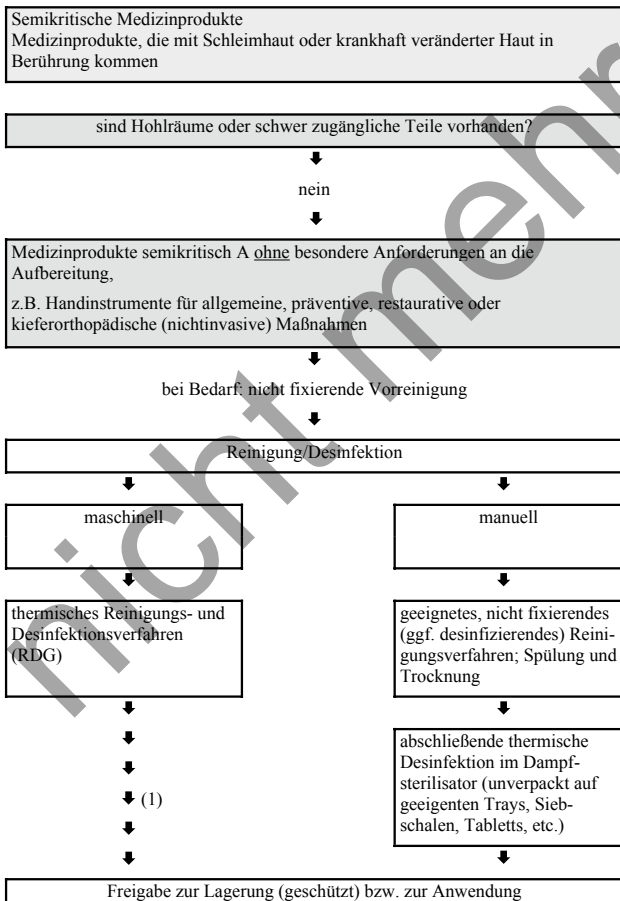 Semikritische Medizinprodukte
Medizinprodukte, die mit Schleimhaut oder krankhaft veränderter Haut in
Berührung kommen
sind Hohlräume oder schwer zugängliche Teile vorhanden?
nein
Medizinprodukte semikritisch A ohne besondere Anforderungen an die
Aufbereitung,
z.B. Handinstrumente für allgemeine, präventive, restaurative oder
kieferorthopädische (nichtinvasive) Maßnahmen
bei Bedarf: nicht fixierende Vorreinigung
Reinigung/Desinfektion
maschinell
thermisches Reinigungs- und
Desinfektionsverfahren
(RDG)
(1)
manuell
geeignetes, nicht fixierendes
(ggf. desinfizierendes) Reini-
gungsverfahren; Spülung und
Trocknung
abschließende thermische
Desinfektion im Dampf-
sterilisator (unverpackt auf
geeigenten Trays, Sieb-
schalen, Tabletts, etc.)
Freigabe zur Lagerung (geschützt) bzw. zur Anwendung
nicht mehr